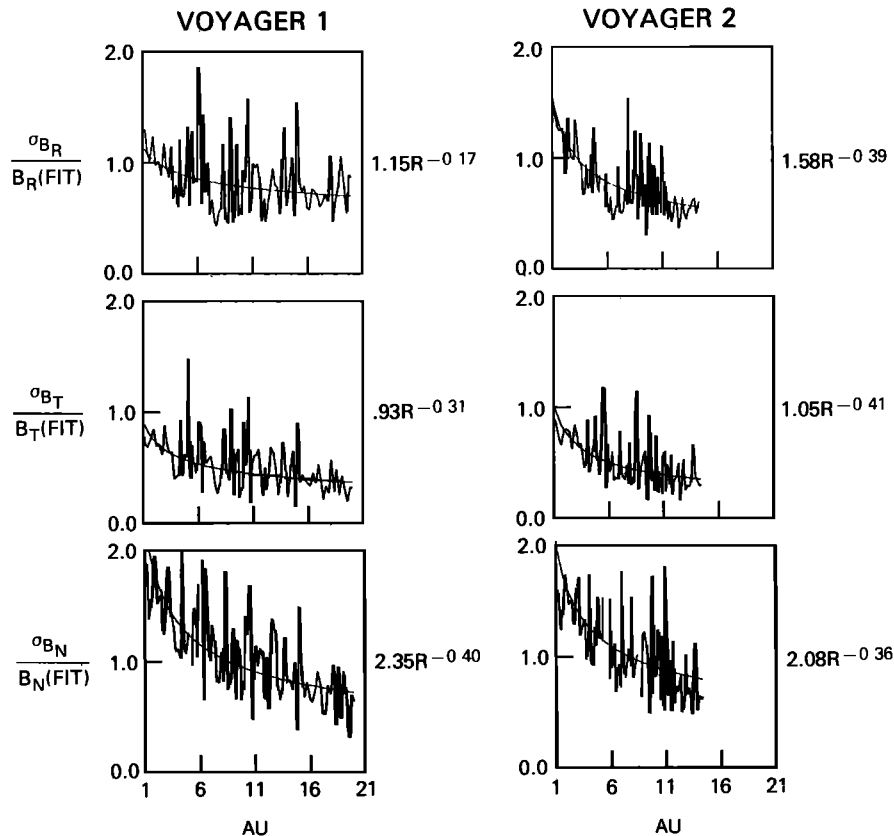 VOYAGER 1
VOYAGER 2
2.0
1.0
0.0
σBR
BR(FIT)
1.15R−0 17
2.0
1.0
0.0
1.58R−0 39
2.0
1.0
0.0
σBT
BT(FIT)
.93R−0 31
2.0
1.0
0.0
1.05R−0 41
2.0
1.0
0.0
σBN
BN(FIT)
2.35R−0 40
2.0
1.0
0.0
2.08R−0 36
1 6 11 16 21
AU
1 6 11 16 21
AU